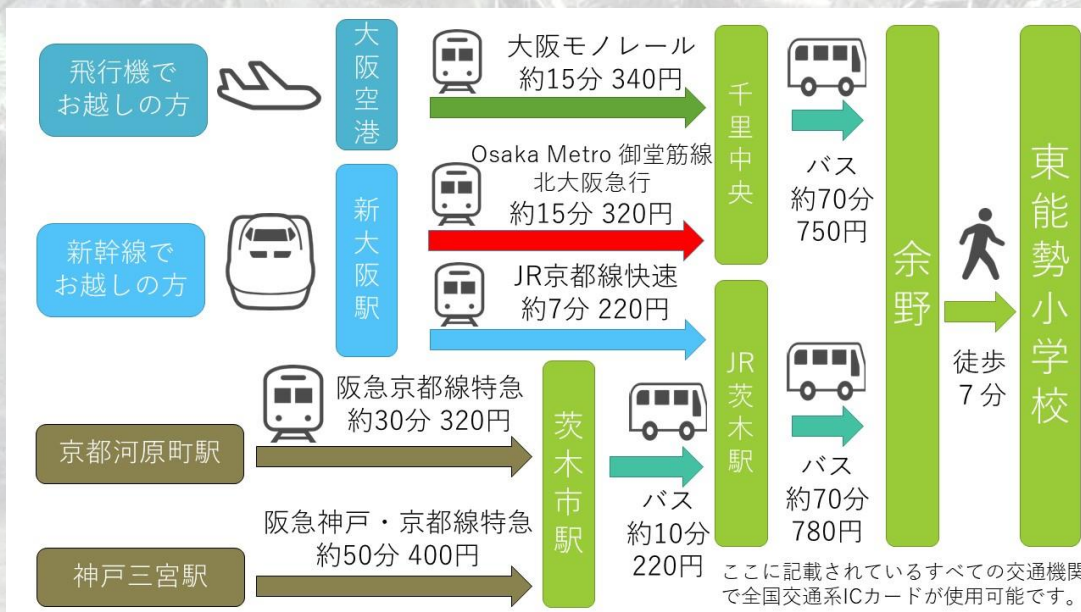 飛行機で
お越しの方
大阪空港
大阪モノレール
約15分 340円
千里中央
バス
約70分
750円
新幹線で
お越しの方
新大阪駅
Osaka Metro 御堂筋線
北大阪急行
約15分 320円
JR京都線快速
約7分 220円
JR茨木駅
バス
約70分
780円
京都河原町駅
阪急京都線特急
約30分 320円
神戸三宮駅
阪急神戸・京都線特急
約50分 400円
茨木市駅
バス
約10分
220円
余野
徒歩
7分
東能勢小学校
ここに記載されているすべての交通機関
で全国交通系ICカードが使用可能です。